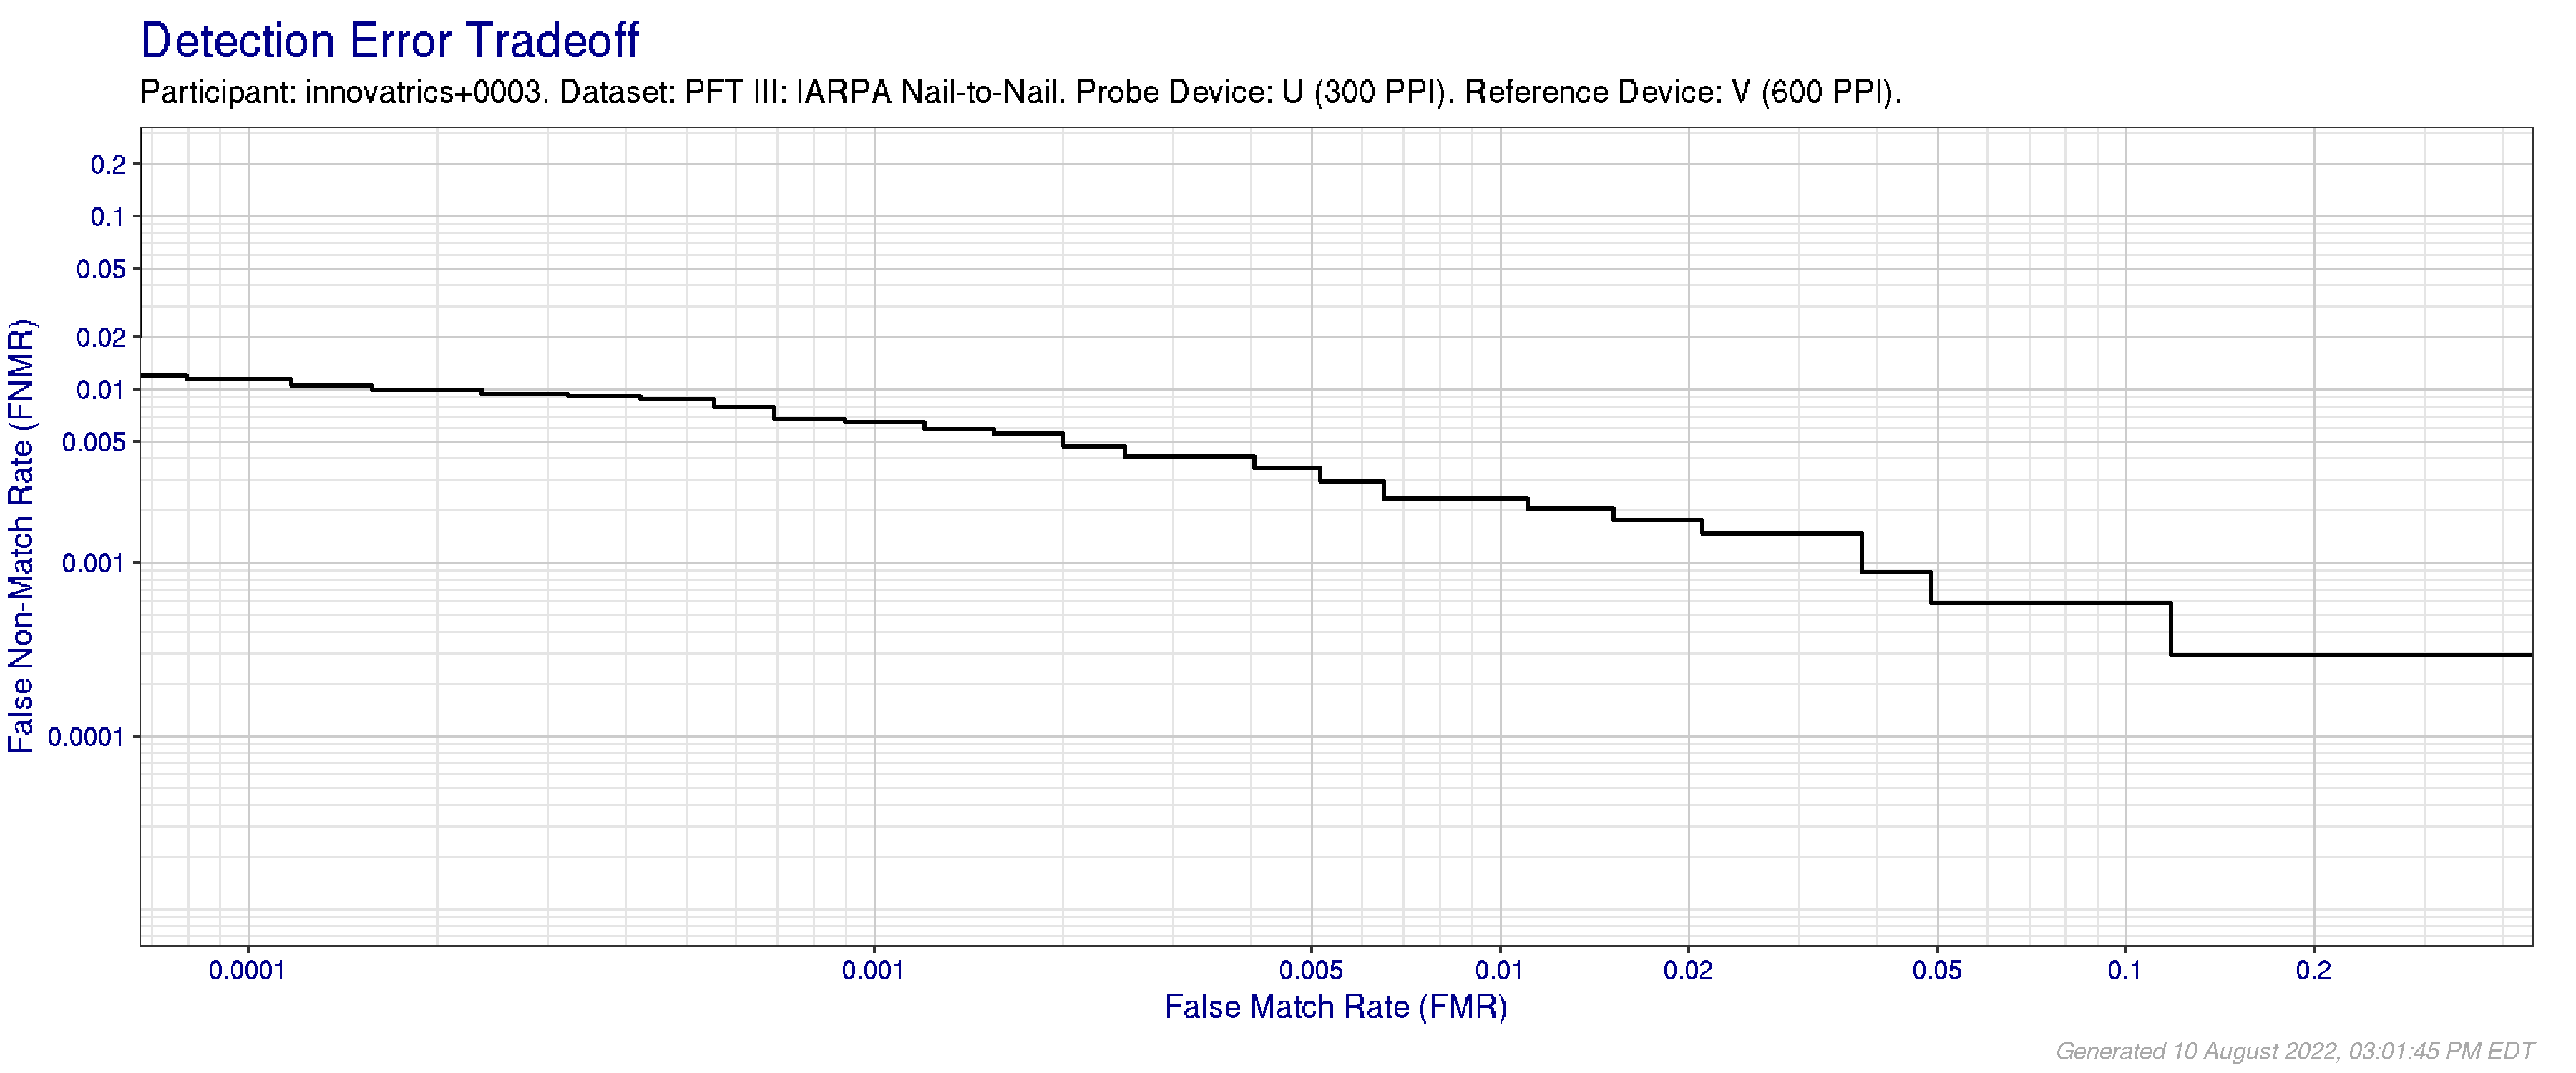 Detection Error Tradeoff
Participant: innovatrics+0003. Dataset: PFT III: IARPA Nail-to-Nail. Probe Device: U (300 PPI). Reference Device: V (600 PPI).
False Non-Match Rate (FNMR)
0.2
0.1
0.05
0.02
0.01
0.005
0.001
0.0001
0.0001 0.001 0.005 0.01 0.02 0.05 0.1 0.2
False Match Rate (FMR)
Generated 10 August 2022, 03:01:45 PM EDT